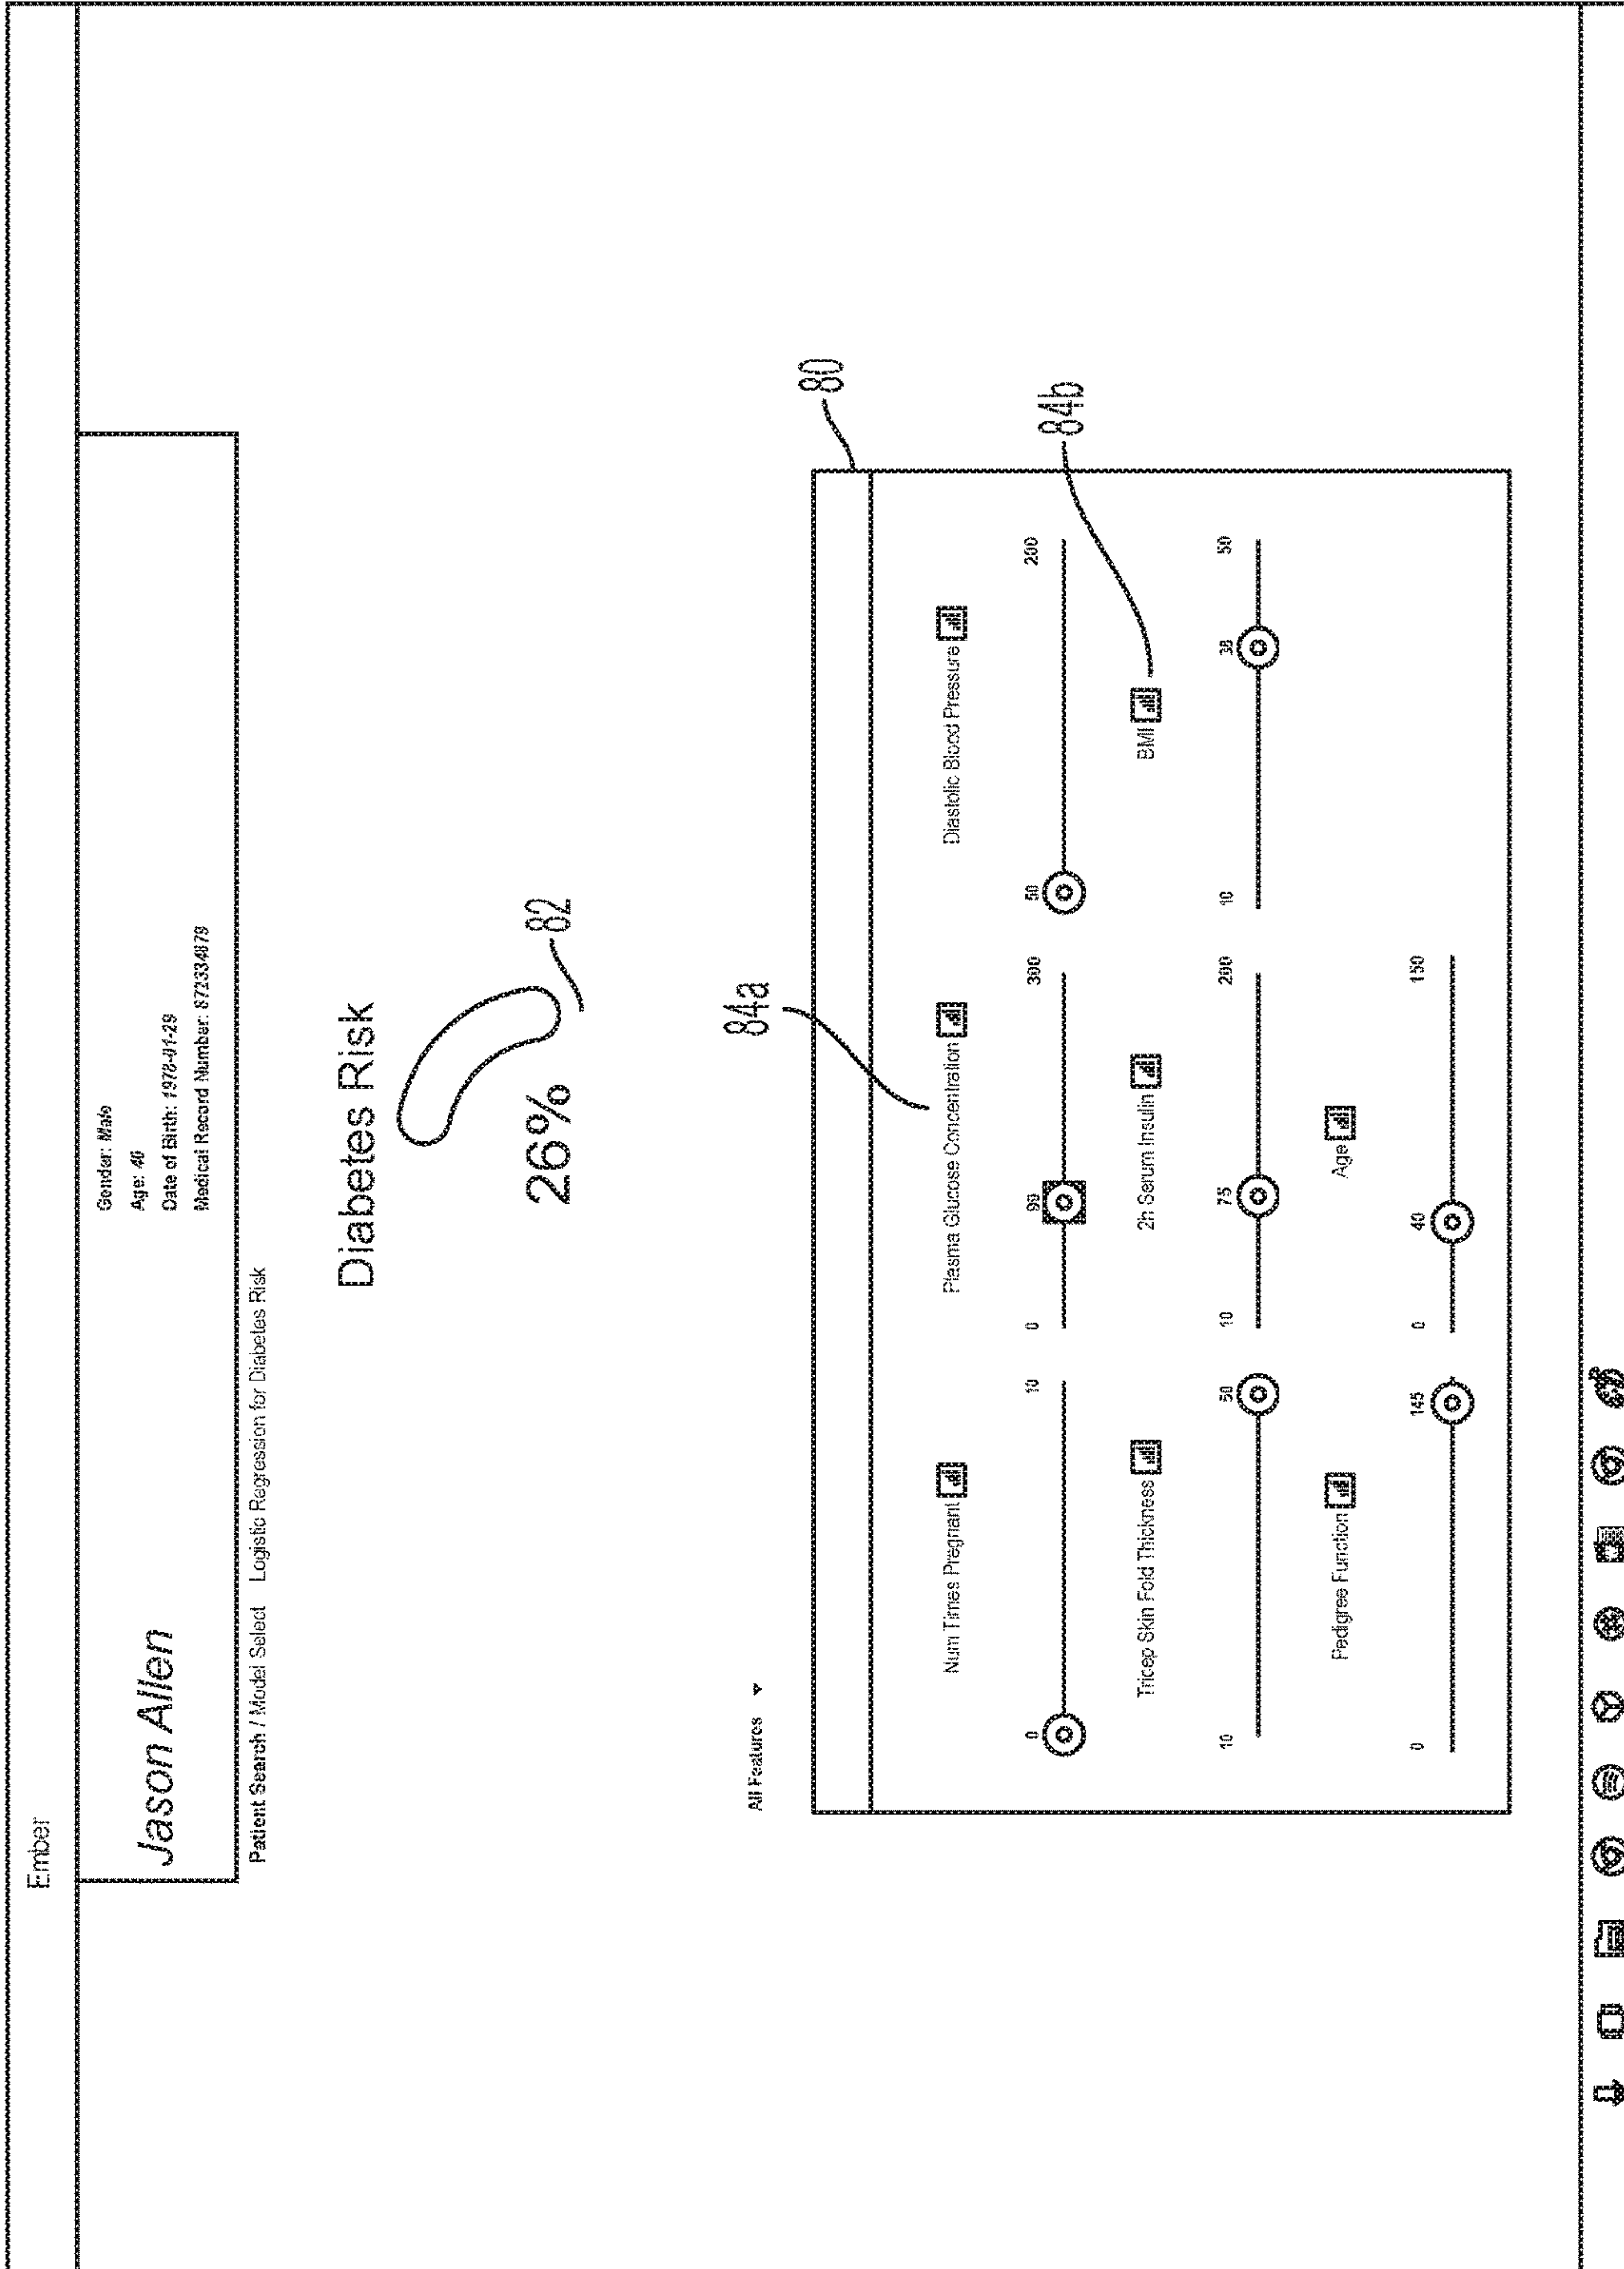 Ember
Jason Allen
Gender: Male
Age: 40
Date of Birth: 1978-01-29
Medical Record Number: 872334879
Patient Search / Model Select Logistic Regression for Diabetes Risk
Diabetes Risk
26%
82
All Features
84a
80
Num Times Pregnant
Plasma Glucose Concentration
Diastolic Blood Pressure
0 10
0 99 300
50 200
84b
Tricep Skin Fold Thickness
2h Serum Insulin
BMI
10 50
10 75 200
10 38 50
Pedigree Function
Age
0 145
0 40 150